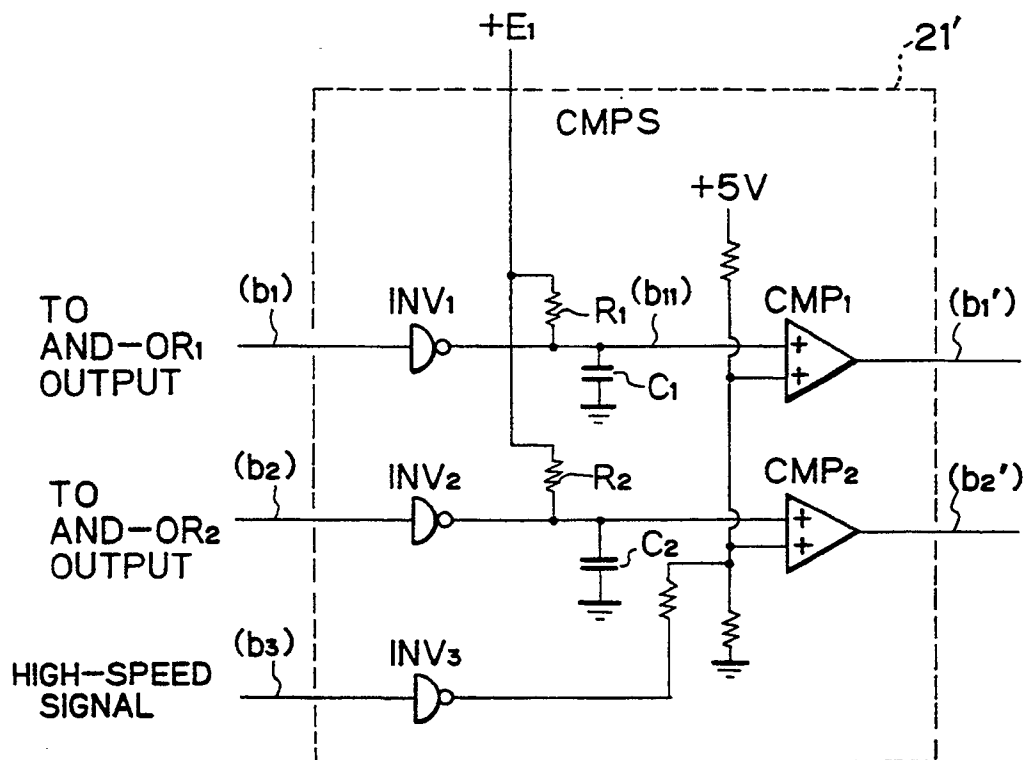 +E1
21'
CMPS
+5V
TO
AND-OR1
OUTPUT
(b1)
INV1
R1
(b11)
CMP1
(b1')
+
+
C1
TO
AND-OR2
OUTPUT
(b2)
INV2
R2
CMP2
(b2')
+
+
C2
HIGH-SPEED
SIGNAL
(b3)
INV3